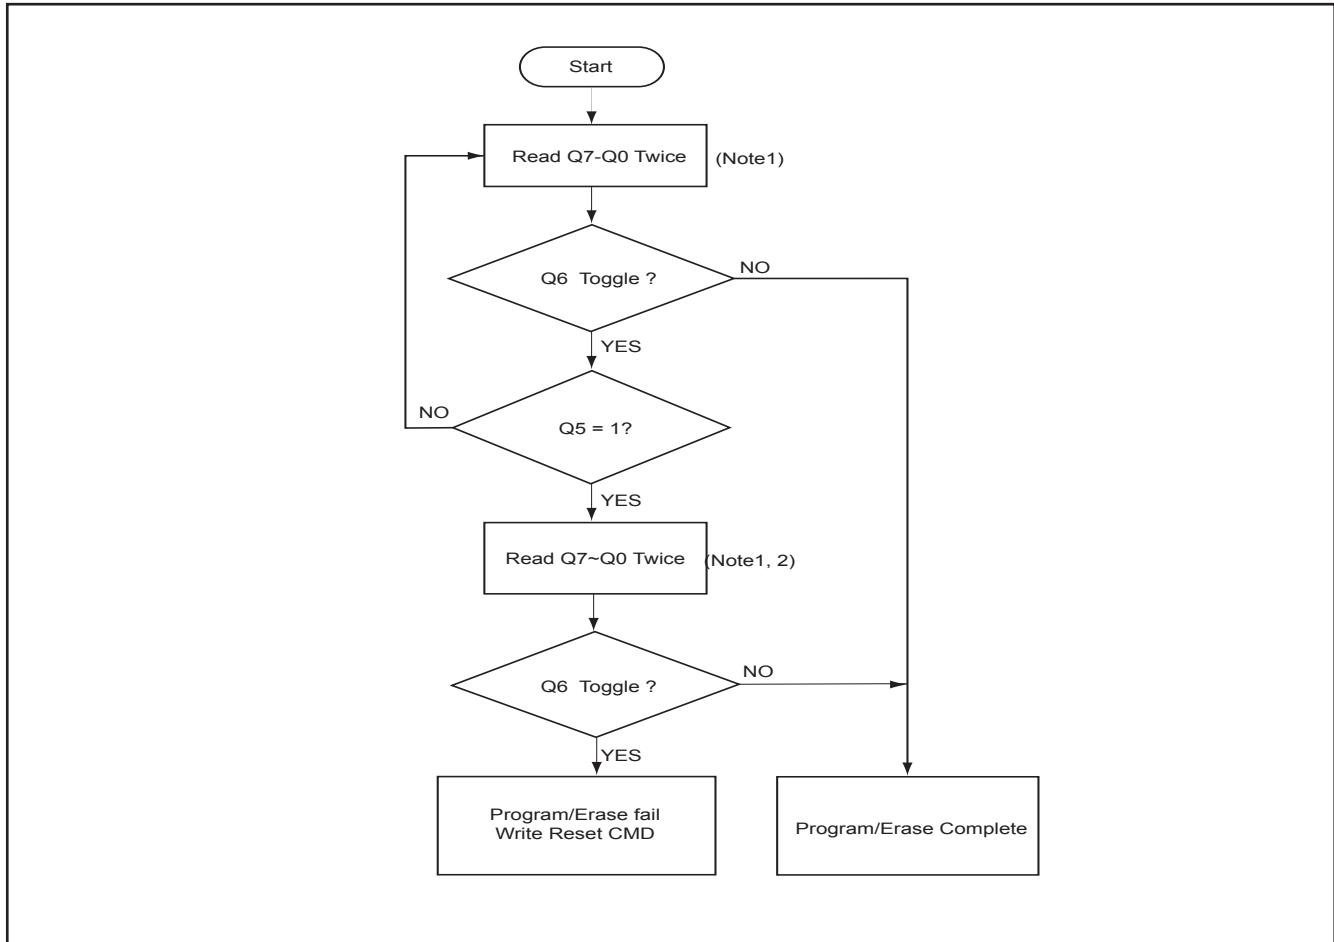 Start
Read Q7-Q0 Twice
(Note1)
Q6 Toggle ?
NO
YES
NO
Q5 = 1?
YES
Read Q7~Q0 Twice
(Note1, 2)
NO
Q6 Toggle ?
YES
Program/Erase fail
Write Reset CMD
Program/Erase Complete